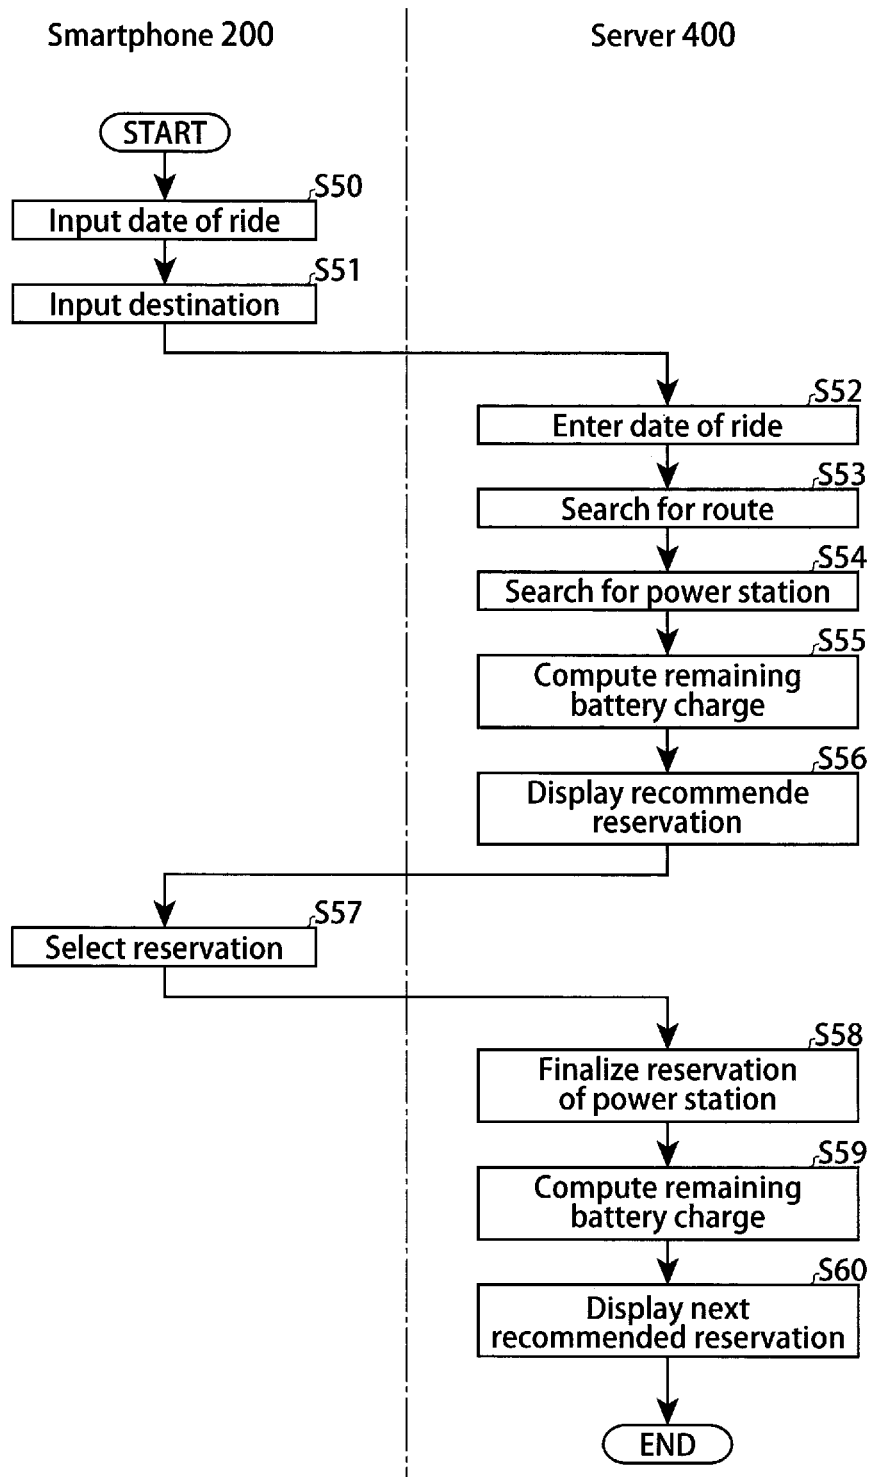 Smartphone 200
Server 400
START
S50
Input date of ride
S51
Input destination
S52
Enter date of ride
S53
Search for route
S54
Search for power station
S55
Compute remaining
battery charge
S56
Display recommende
reservation
S57
Select reservation
S58
Finalize reservation
of power station
S59
Compute remaining
battery charge
S60
Display next
recommended reservation
END